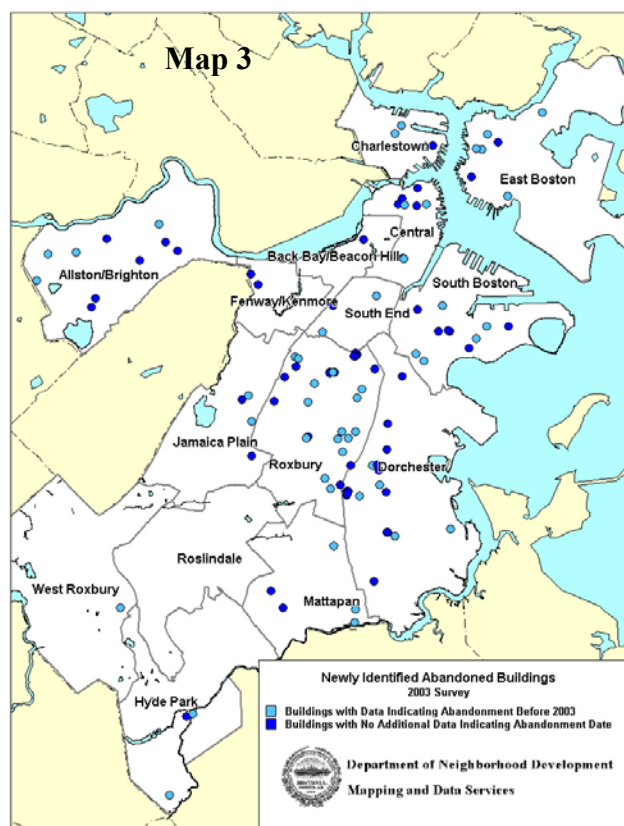 Map 3
Charlestown
East Boston
Central
Back Bay/Beacon Hill
Allston/Brighton
South Boston
Fenway/Kenmore
South End
Jamaica Plain
Roxbury
Dorchester
Roslindale
West Roxbury
Mattapan
Hyde Park
Newly Identified Abandoned Buildings
2003 Survey
Buildings with Data Indicating Abandonment Before 2003
Buildings with No Additional Data Indicating Abandonment Date
Department of Neighborhood Development
Mapping and Data Services